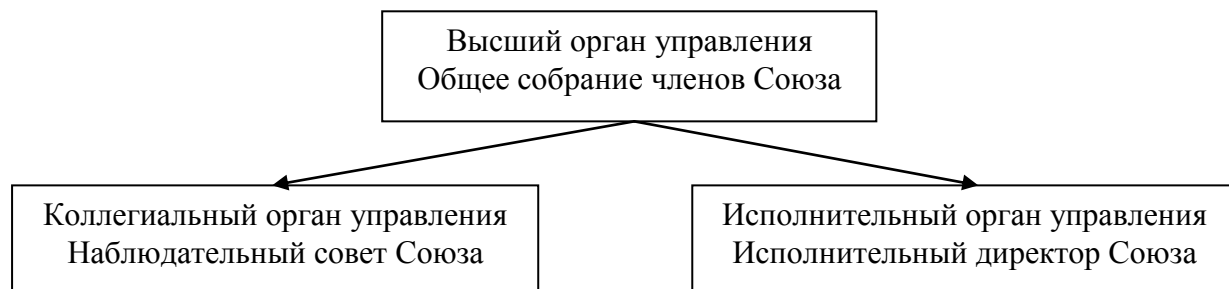 Высший орган управления
Общее собрание членов Союза
Коллегиальный орган управления
Наблюдательный совет Союза
Исполнительный орган управления
Исполнительный директор Союза